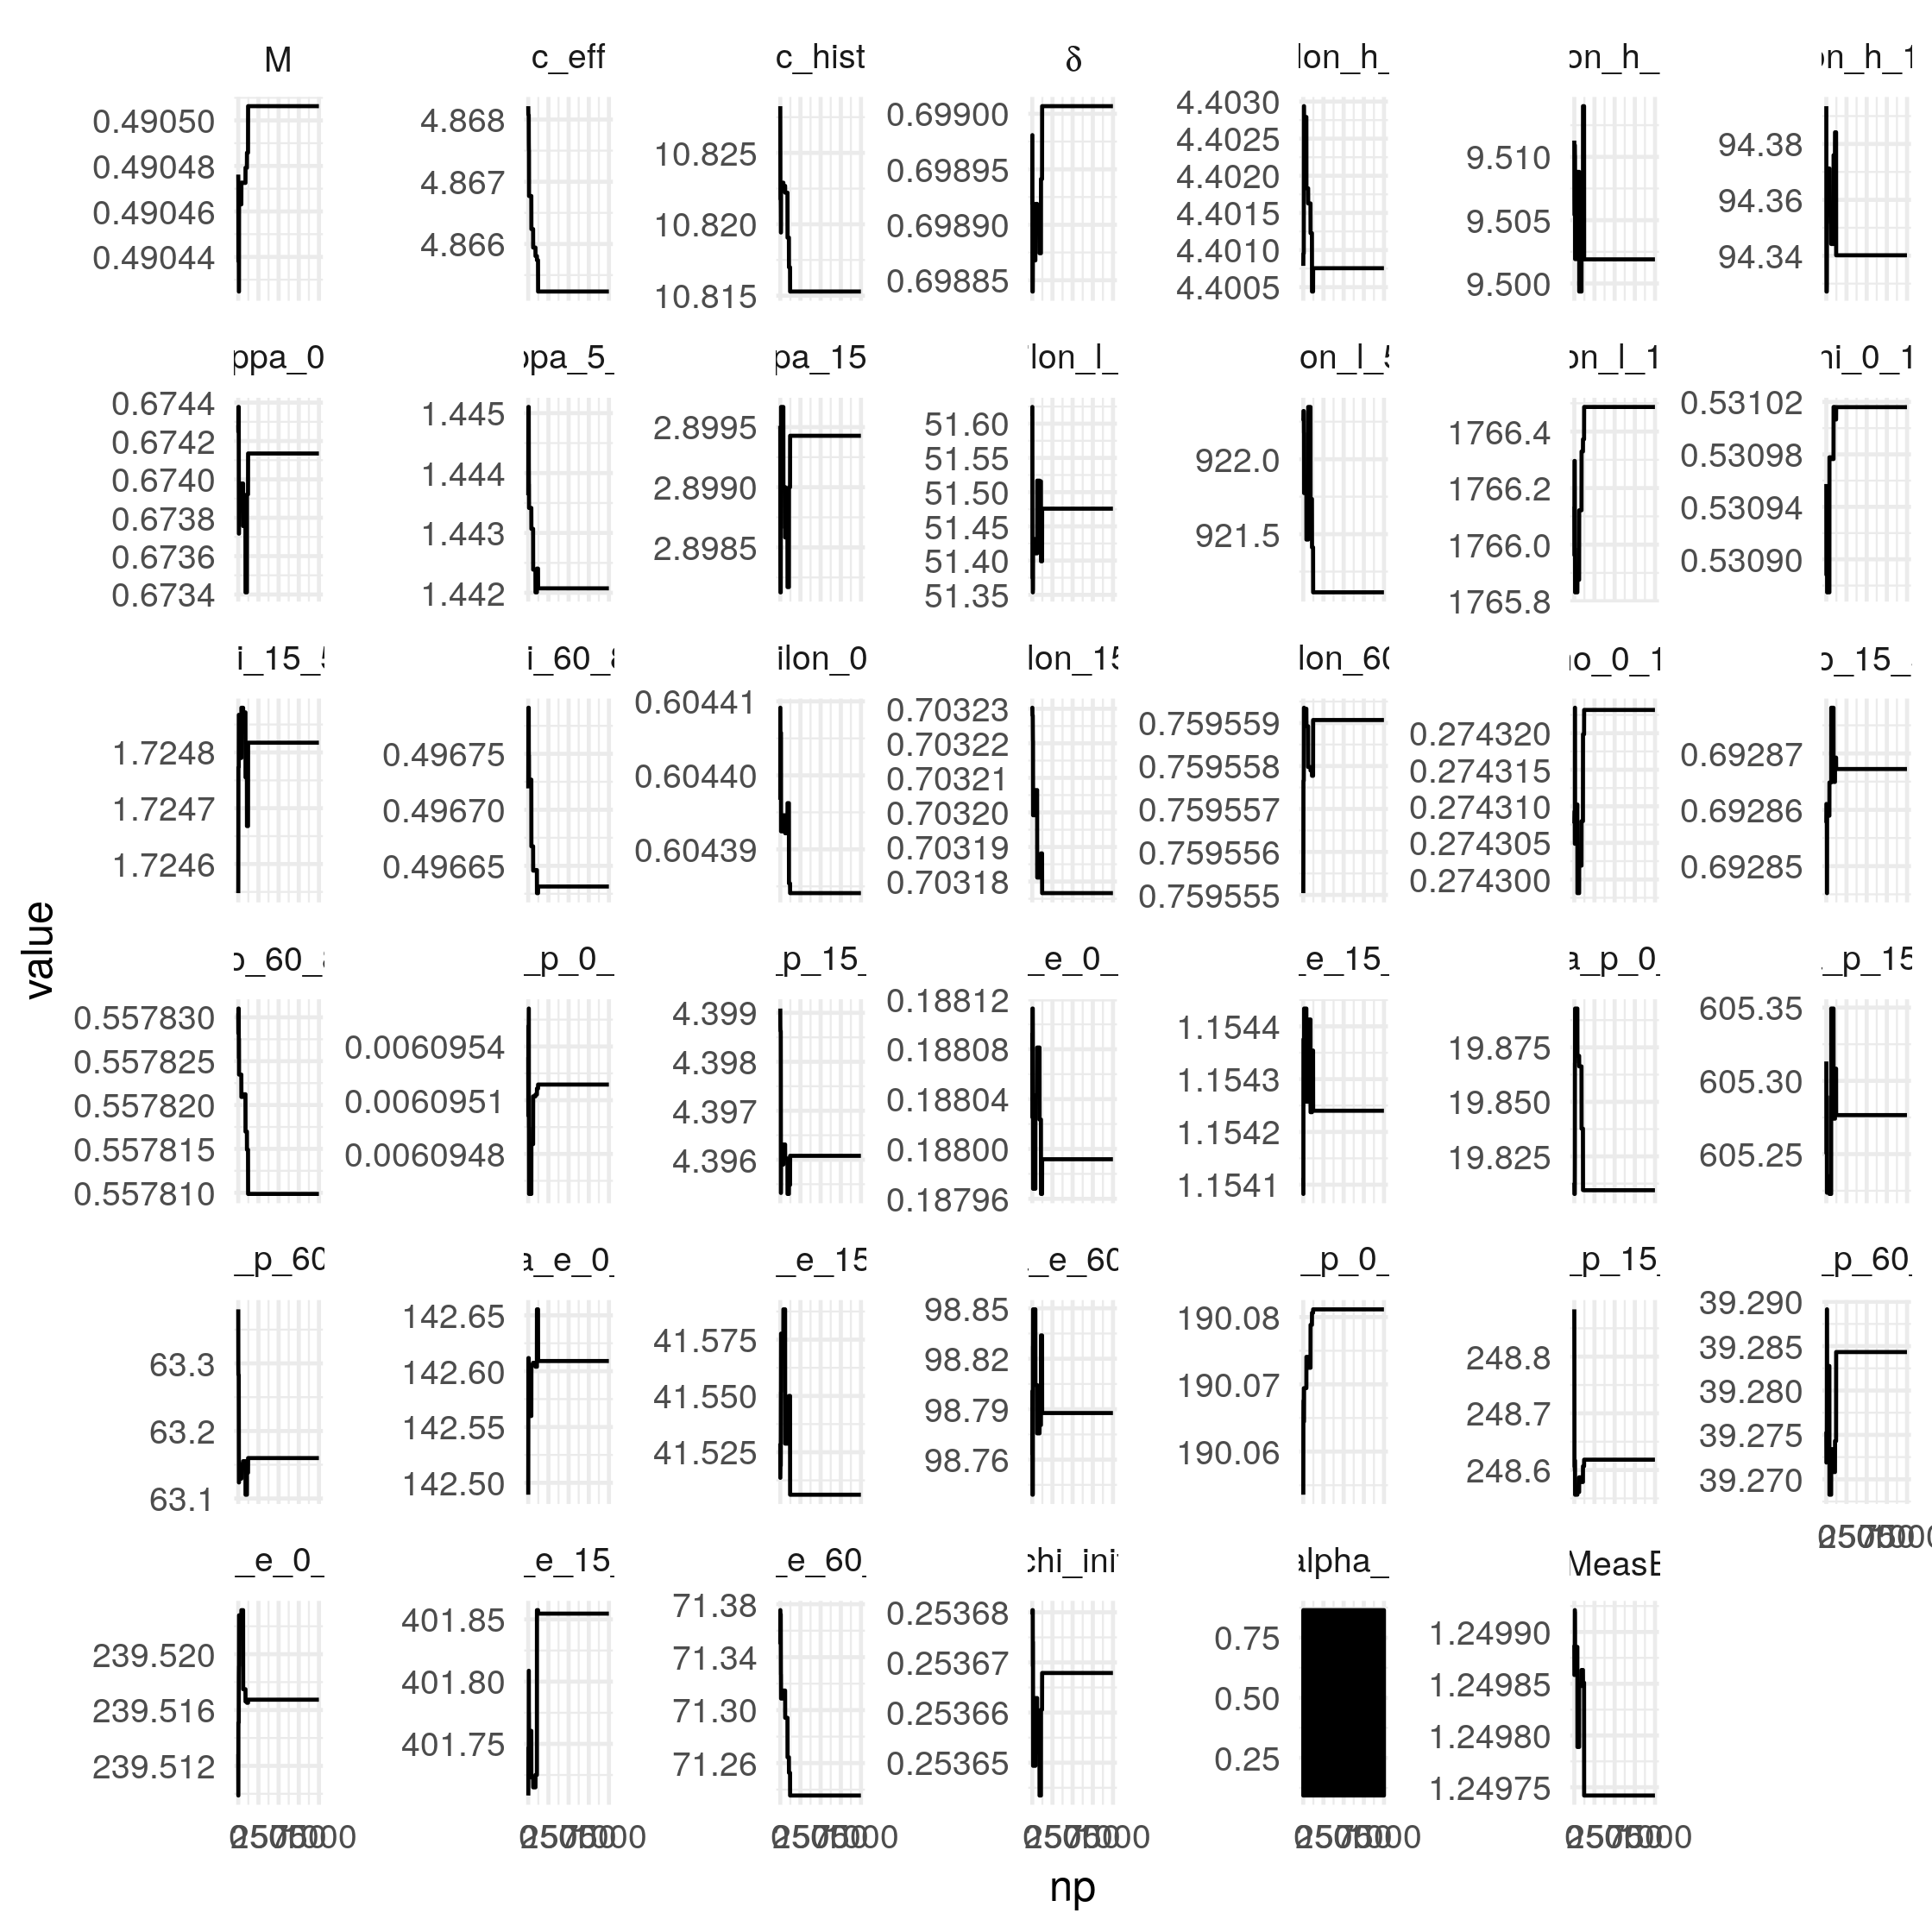 M c_eff c_hist δ lon_h_ on_h_ n_h_1
0.49050 4.868 10.825 0.69900 4.4030 9.510 94.38
0.49048 4.867 10.820 0.69895 4.4025 9.505 94.36
0.49046 4.866 10.815 0.69890 4.4020 9.500 94.34
0.49044 0.69885 4.4015
4.4010
4.4005
ppa_0 ppa_5_ pa_15 lon_l_ on_l_5 on_l_1 hi_0_1
0.6744 1.445 2.8995 51.60 922.0 1766.4 0.53102
0.6742 1.444 2.8990 51.55 921.5 1766.2 0.53098
0.6740 1.443 2.8985 51.50 1766.0 0.53094
0.6738 1.442 51.45 1765.8 0.53090
0.6736 51.40
0.6734 51.35
i_15_5 i_60_8 ilon_0 lon_15 lon_60 no_0_1 o_15_
1.7248 0.49675 0.60441 0.70323 0.759559 0.274320 0.69287
1.7247 0.49670 0.60440 0.70322 0.759558 0.274315 0.69286
1.7246 0.49665 0.60439 0.70321 0.759557 0.274310 0.69285
0.70320 0.759556 0.274305
0.70319 0.759555 0.274300
0.70318
value
o_60_8 _p_0_ _p_15_ _e_0_ _e_15_ a_p_0_ _p_15
0.557830 0.0060954 4.399 0.18812 1.1544 19.875 605.35
0.557825 0.0060951 4.398 0.18808 1.1543 19.850 605.30
0.557820 0.0060948 4.397 0.18804 1.1542 19.825 605.25
0.557815 4.396 0.18800 1.1541
0.557810 0.18796
_p_60 a_e_0_ _e_15 _e_60 _p_0_ _p_15_ _p_60_
63.3 142.65 41.575 98.85 190.08 248.8 39.290
63.2 142.60 41.550 98.82 190.07 248.7 39.285
63.1 142.55 41.525 98.79 190.06 248.6 39.280
142.50 98.76 39.275
39.270
_e_0_ _e_15_ _e_60_ chi_init alpha_ MeasE
239.520 401.85 71.38 0.25368 0.75 1.24990
239.516 401.80 71.34 0.25367 0.50 1.24985
239.512 401.75 71.30 0.25366 0.25 1.24980
71.26 0.25365 1.24975
np